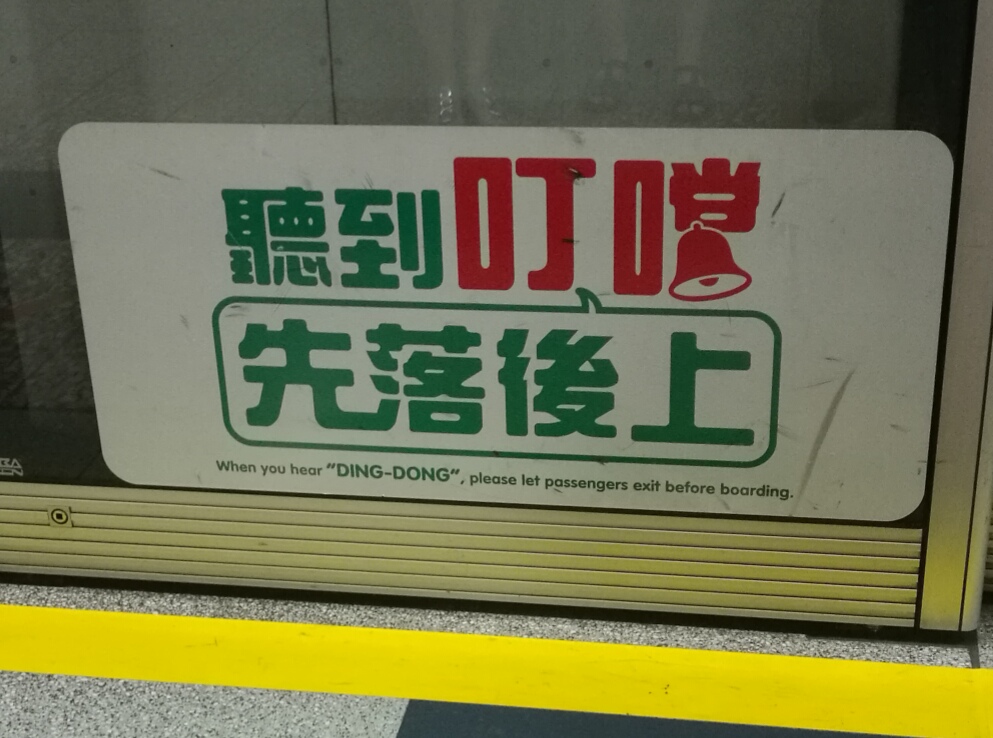 聽到叮噹
先落後上
When you hear "DING-DONG", please let passengers exit before boarding.